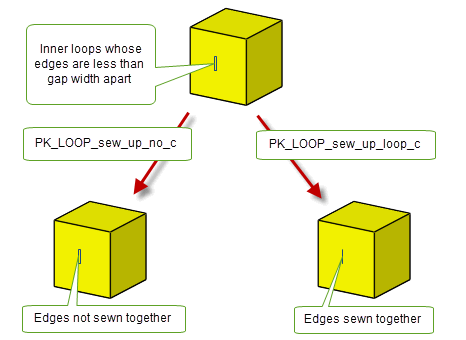 Inner loops whose
edges are less than
gap width apart
PK_LOOP_sew_up_no_c
PK_LOOP_sew_up_loop_c
Edges not sewn together
Edges sewn together